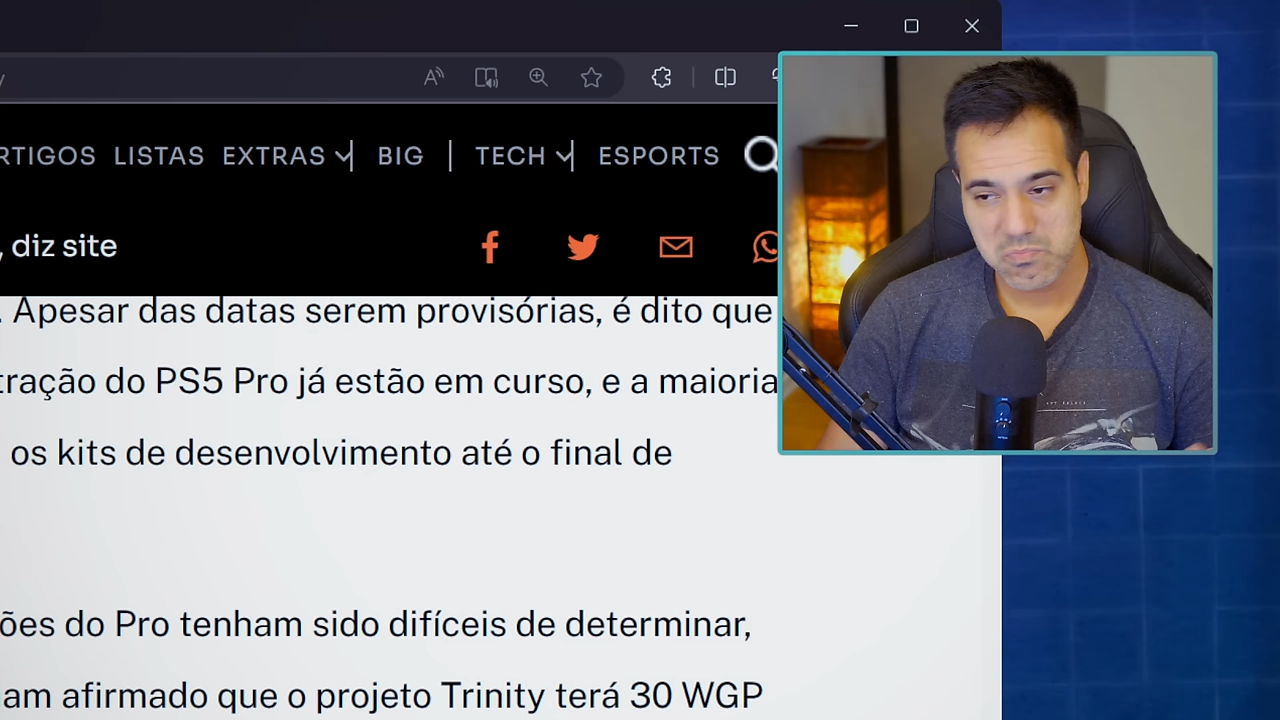 RTIGOS LISTAS EXTRAS BIG | TECH ESPORTS
, diz site
. Apesar das datas serem provisórias, é dito que
tração do PS5 Pro já estão em curso, e a maioria
os kits de desenvolvimento até o final de
ões do Pro tenham sido difíceis de determinar,
am afirmado que o projeto Trinity terá 30 WGP